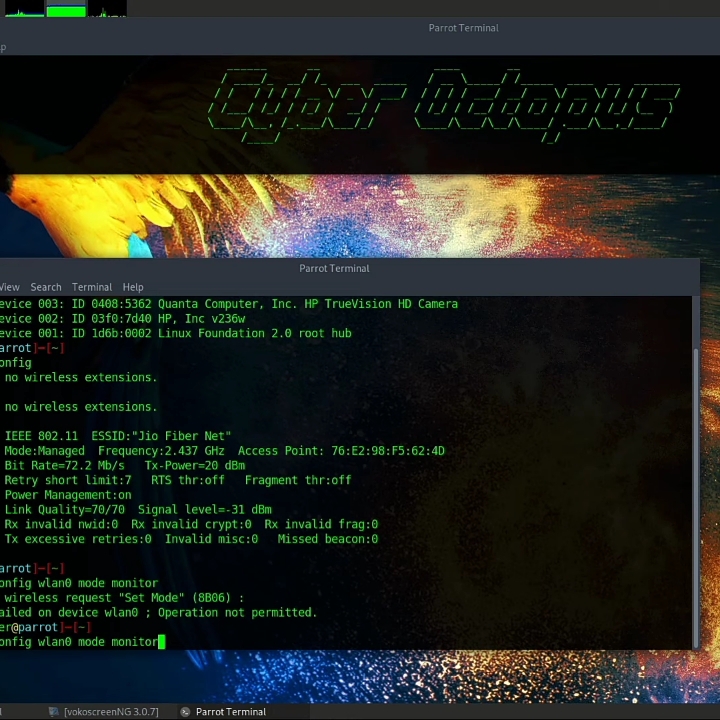 Parrot Terminal
lp
Cyber Octopus
Parrot Terminal
View Search Terminal Help
evice 003: ID 0408:5362 Quanta Computer, Inc. HP TrueVision HD Camera
evice 002: ID 03f0:7d40 HP, Inc v236w
evice 001: ID 1d6b:0002 Linux Foundation 2.0 root hub
arrot]─[~]
onfig
no wireless extensions.
no wireless extensions.
IEEE 802.11 ESSID:"Jio Fiber Net"
Mode:Managed Frequency:2.437 GHz Access Point: 76:E2:98:F5:62:4D
Bit Rate=72.2 Mb/s Tx-Power=20 dBm
Retry short limit:7 RTS thr:off Fragment thr:off
Power Management:on
Link Quality=70/70 Signal level=-31 dBm
Rx invalid nwid:0 Rx invalid crypt:0 Rx invalid frag:0
Tx excessive retries:0 Invalid misc:0 Missed beacon:0
arrot]─[~]
onfig wlan0 mode monitor
wireless request "Set Mode" (8B06) :
ailed on device wlan0 ; Operation not permitted.
er@parrot]─[~]
onfig wlan0 mode monitor
[vokoscreenNG 3.0.7] Parrot Terminal